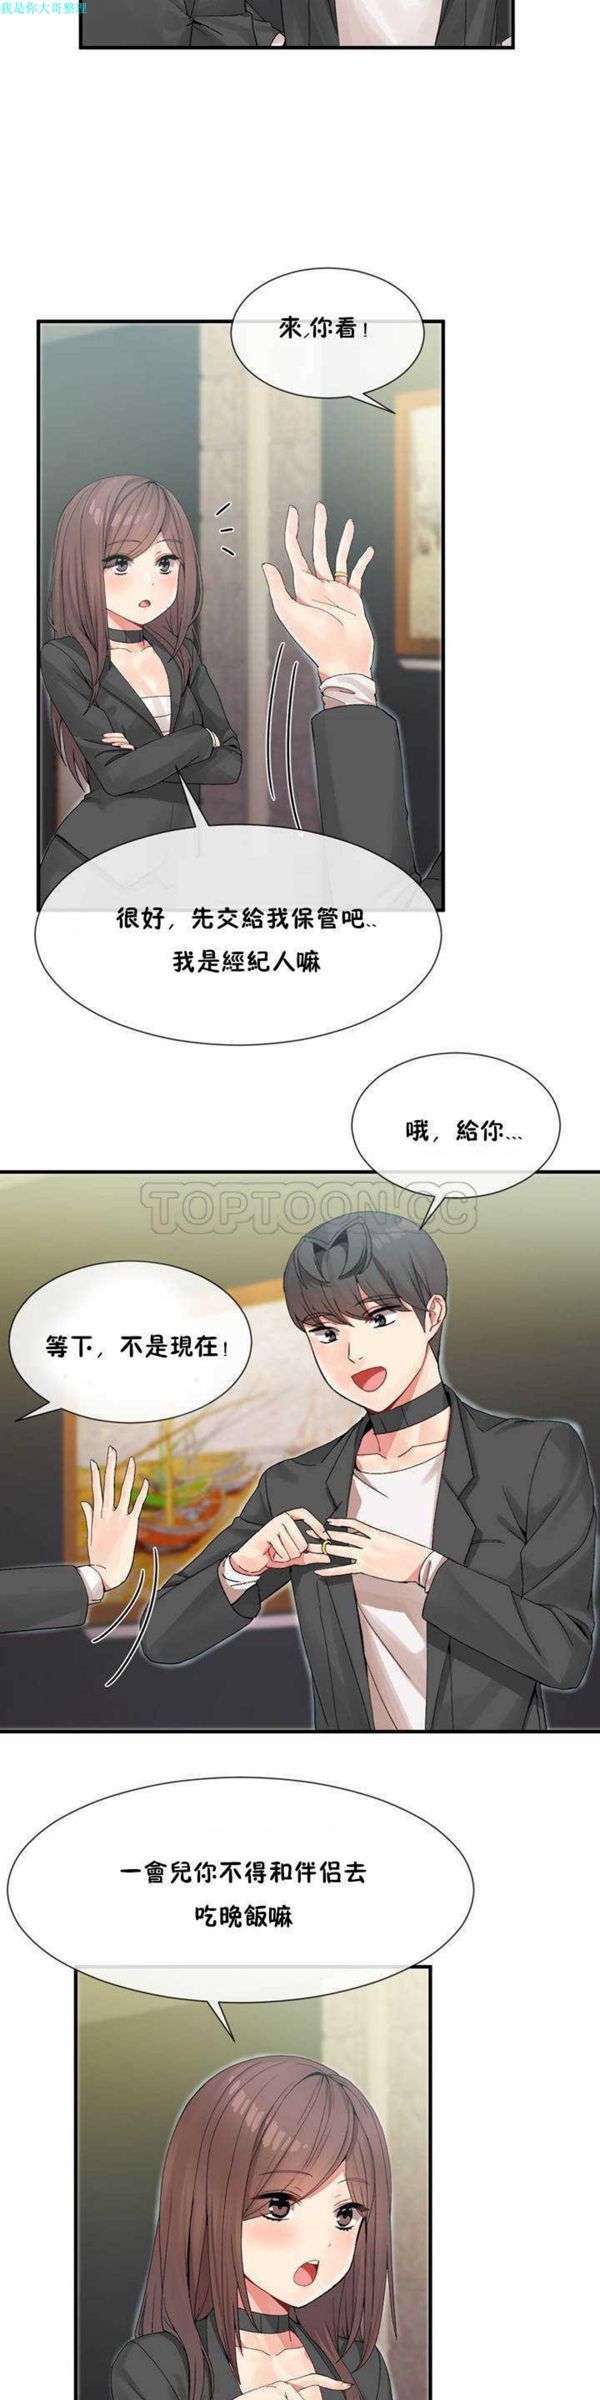 我是你大哥整理
來,你看!
很好, 先交給我保管吧..
我是經紀人嘛
哦, 給你...
TOPTOON.CC
等下, 不是現在!
一會兒你不得和伴侶去
吃晚飯嘛